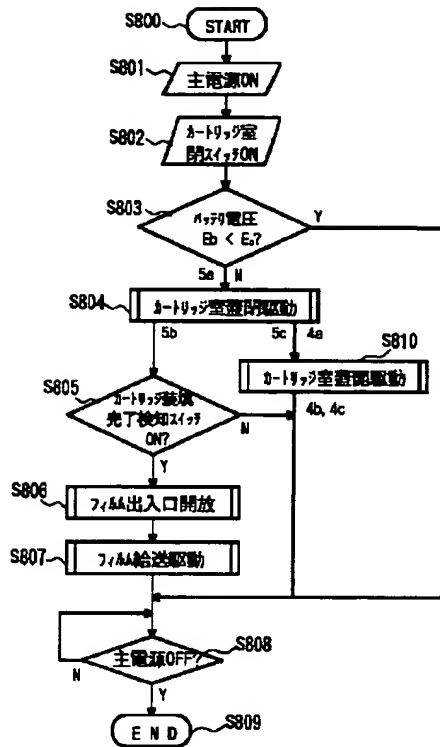 S800
START
S801
主電源ON
S802
カートリッジ室
閉スイッチON
S803
バッテリ電圧
Eb < E₀?
Y
5a
N
S804
カートリッジ室蓋閉駆動
5b
5c
4a
S810
カートリッジ室蓋開駆動
4b, 4c
S805
カートリッジ装填
完了検知スイッチ
ON?
N
Y
S806
フィルム出入口開放
S807
フィルム給送駆動
S808
主電源OFF?
N
Y
END
S809